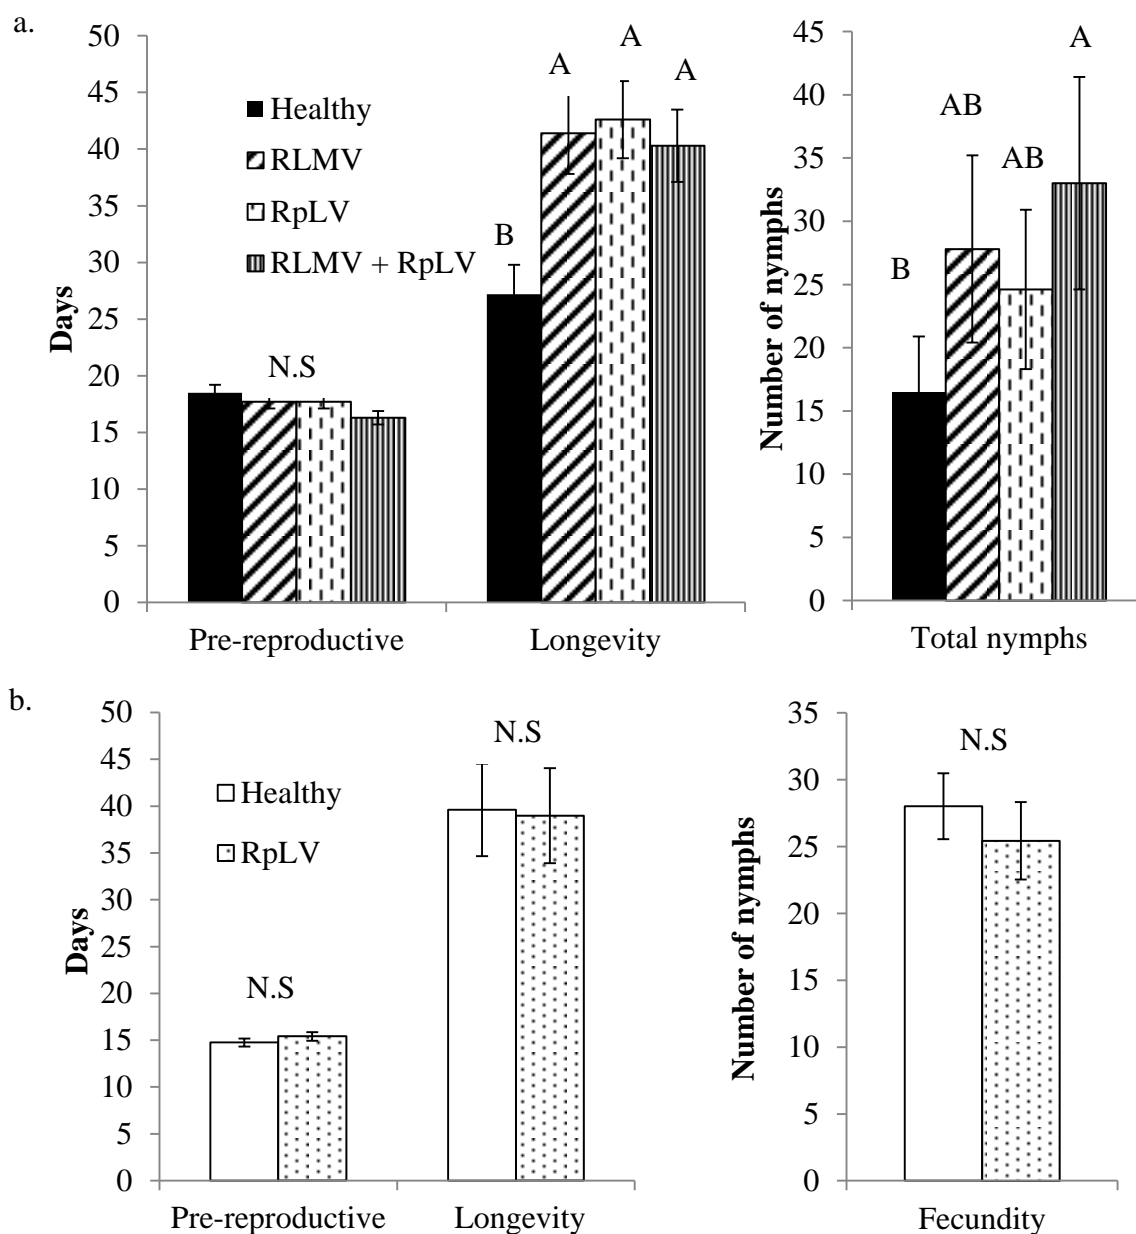 a.
50
45
40
35
30
25
20
15
10
5
0
Days
Healthy
RLMV
RpLV
RLMV + RpLV
N.S
B
A
A
A
Pre-reproductive
Longevity
45
40
35
30
25
20
15
10
5
0
Number of nymphs
B
AB
AB
A
Total nymphs
b.
50
45
40
35
30
25
20
15
10
5
0
Days
Healthy
RpLV
N.S
N.S
Pre-reproductive
Longevity
35
30
25
20
15
10
5
0
Number of nymphs
N.S
Fecundity